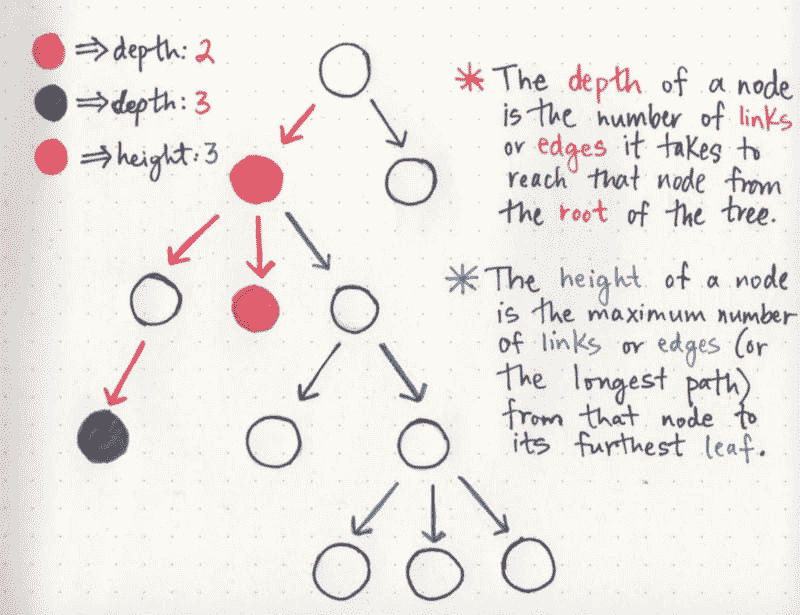 ⇒ depth: 2
⇒ depth: 3
⇒ height: 3
* The depth of a node
is the number of links
or edges it takes to
reach that node from
the root of the tree.
* The height of a node
is the maximum number
of links or edges (or
the longest path)
from that node to
its furthest leaf.